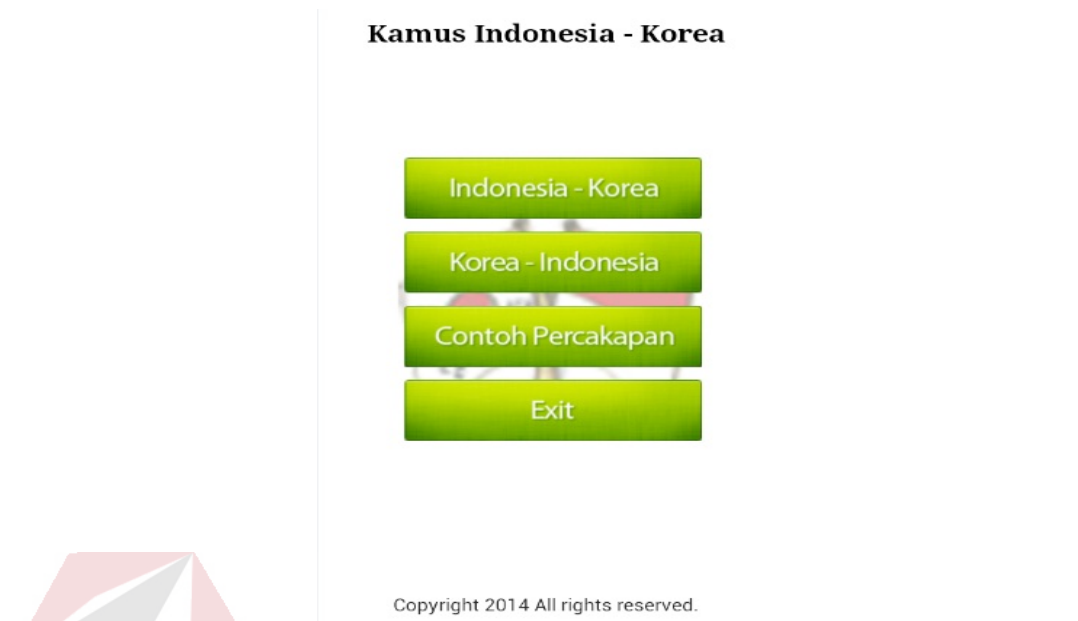 Kamus Indonesia - Korea
Indonesia - Korea
Korea - Indonesia
Contoh Percakapan
Exit
Copyright 2014 All rights reserved.